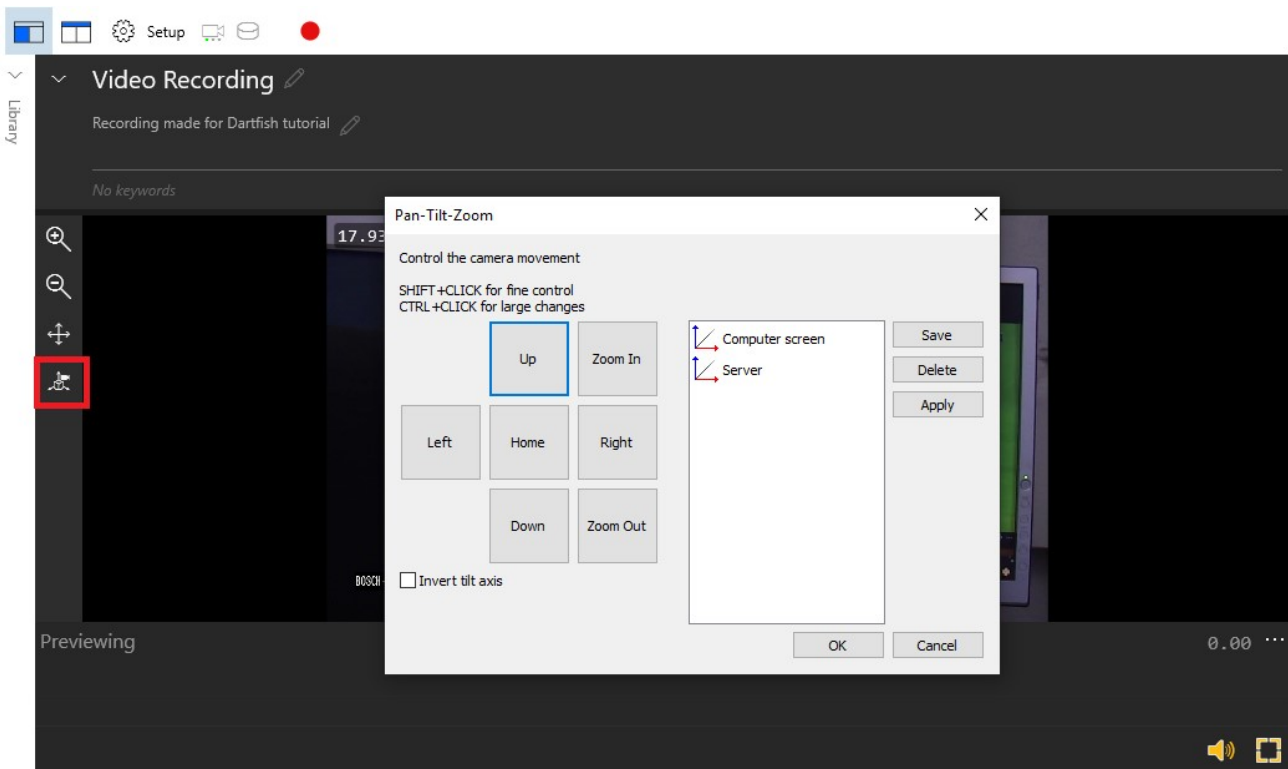 Setup
Library
Video Recording
Recording made for Dartfish tutorial
No keywords
17.93
Pan-Tilt-Zoom
Control the camera movement
SHIFT+CLICK for fine control
CTRL+CLICK for large changes
Up
Zoom In
Left
Home
Right
Down
Zoom Out
Invert tilt axis
Computer screen
Server
Save
Delete
Apply
OK
Cancel
BOSCH
Previewing
0.00